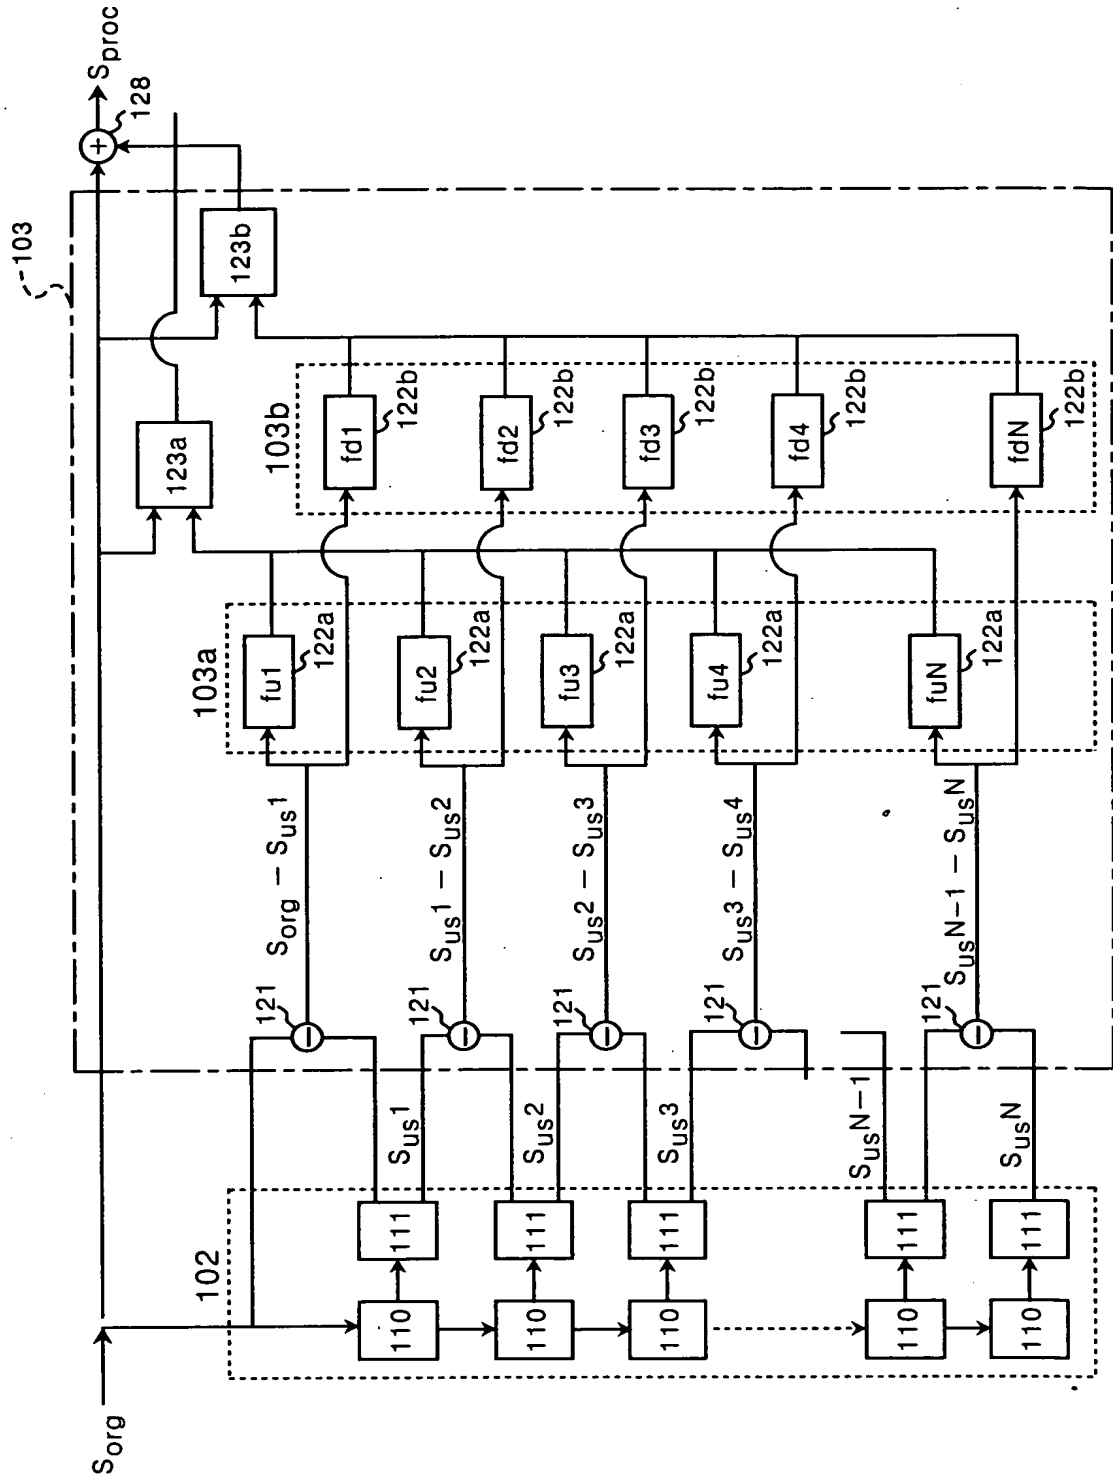 Sorg
102
110
110
110
110
110
111
111
111
111
111
Sus1
Sus2
Sus3
SusN-1
SusN
121
121
121
121
121
Sorg − Sus1
Sus1 − Sus2
Sus2 − Sus3
Sus3 − Sus4
SusN-1 − SusN
103a
fu1
122a
fu2
122a
fu3
122a
fu4
122a
fuN
122a
103b
fd1
122b
fd2
122b
fd3
122b
fd4
122b
fdN
122b
123a
123b
103
+
128
Sproc